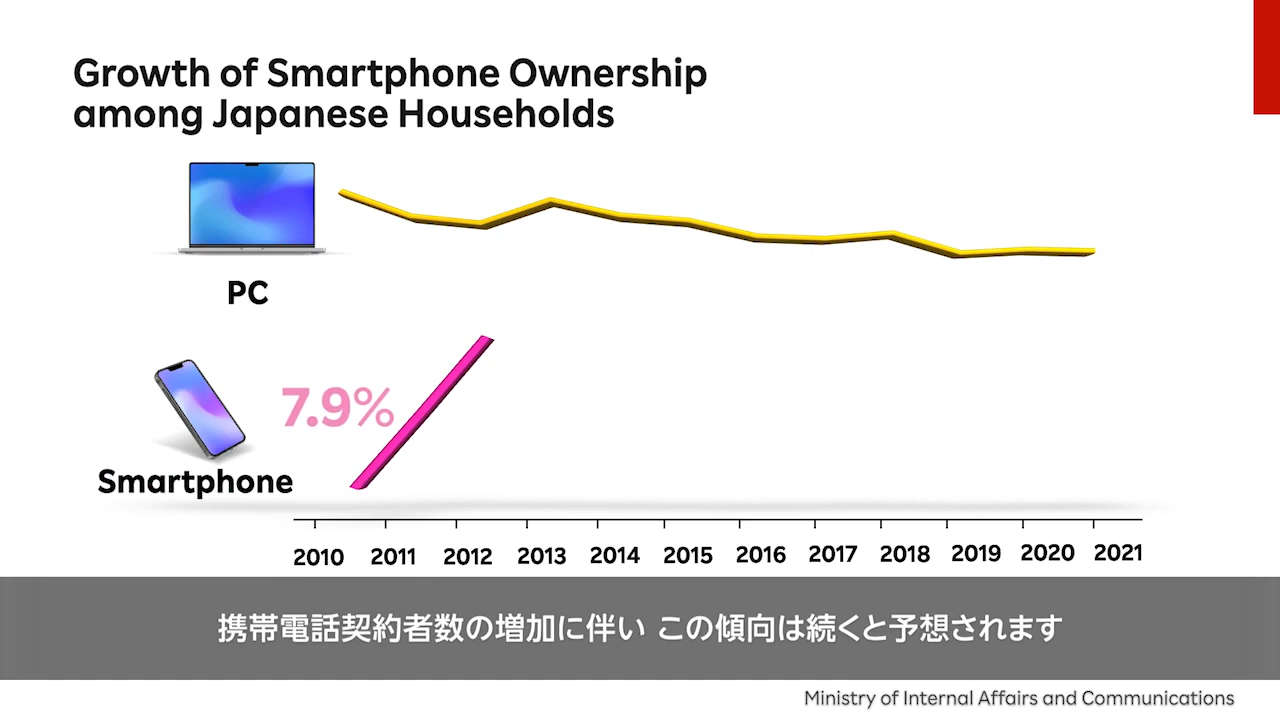 Growth of Smartphone Ownership
among Japanese Households
PC
7.9%
Smartphone
2010 2011 2012 2013 2014 2015 2016 2017 2018 2019 2020 2021
携帯電話契約者数の増加に伴い この傾向は続くと予想されます
Ministry of Internal Affairs and Communications